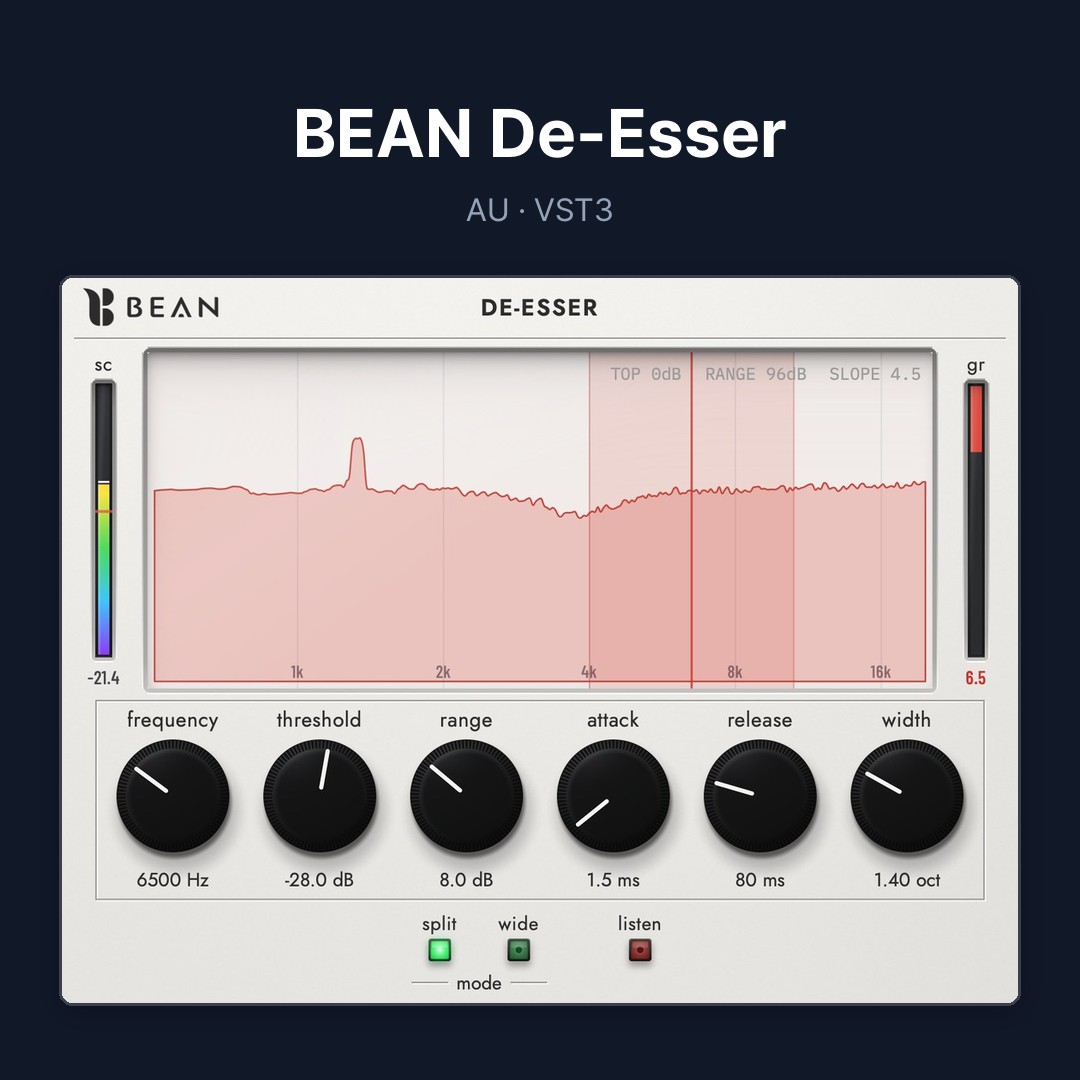 BEAN De-Esser
AU · VST3
BEAN
DE-ESSER
sc
gr
TOP 0dB RANGE 96dB SLOPE 4.5
1k 2k 4k 8k 16k
-21.4
6.5
frequency threshold range attack release width
6500 Hz -28.0 dB 8.0 dB 1.5 ms 80 ms 1.40 oct
split wide listen
mode